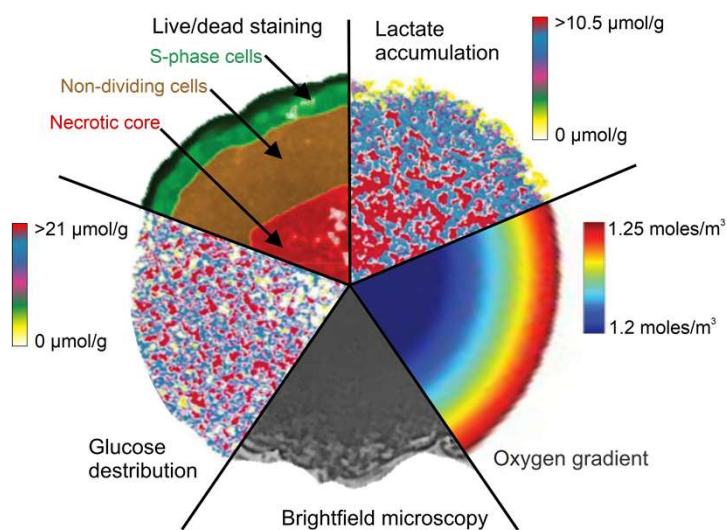 Live/dead staining
S-phase cells
Non-dividing cells
Necrotic core
Lactate
accumulation
>10.5 µmol/g
0 µmol/g
>21 µmol/g
0 µmol/g
1.25 moles/m³
1.2 moles/m³
Glucose
destribution
Oxygen gradient
Brightfield microscopy